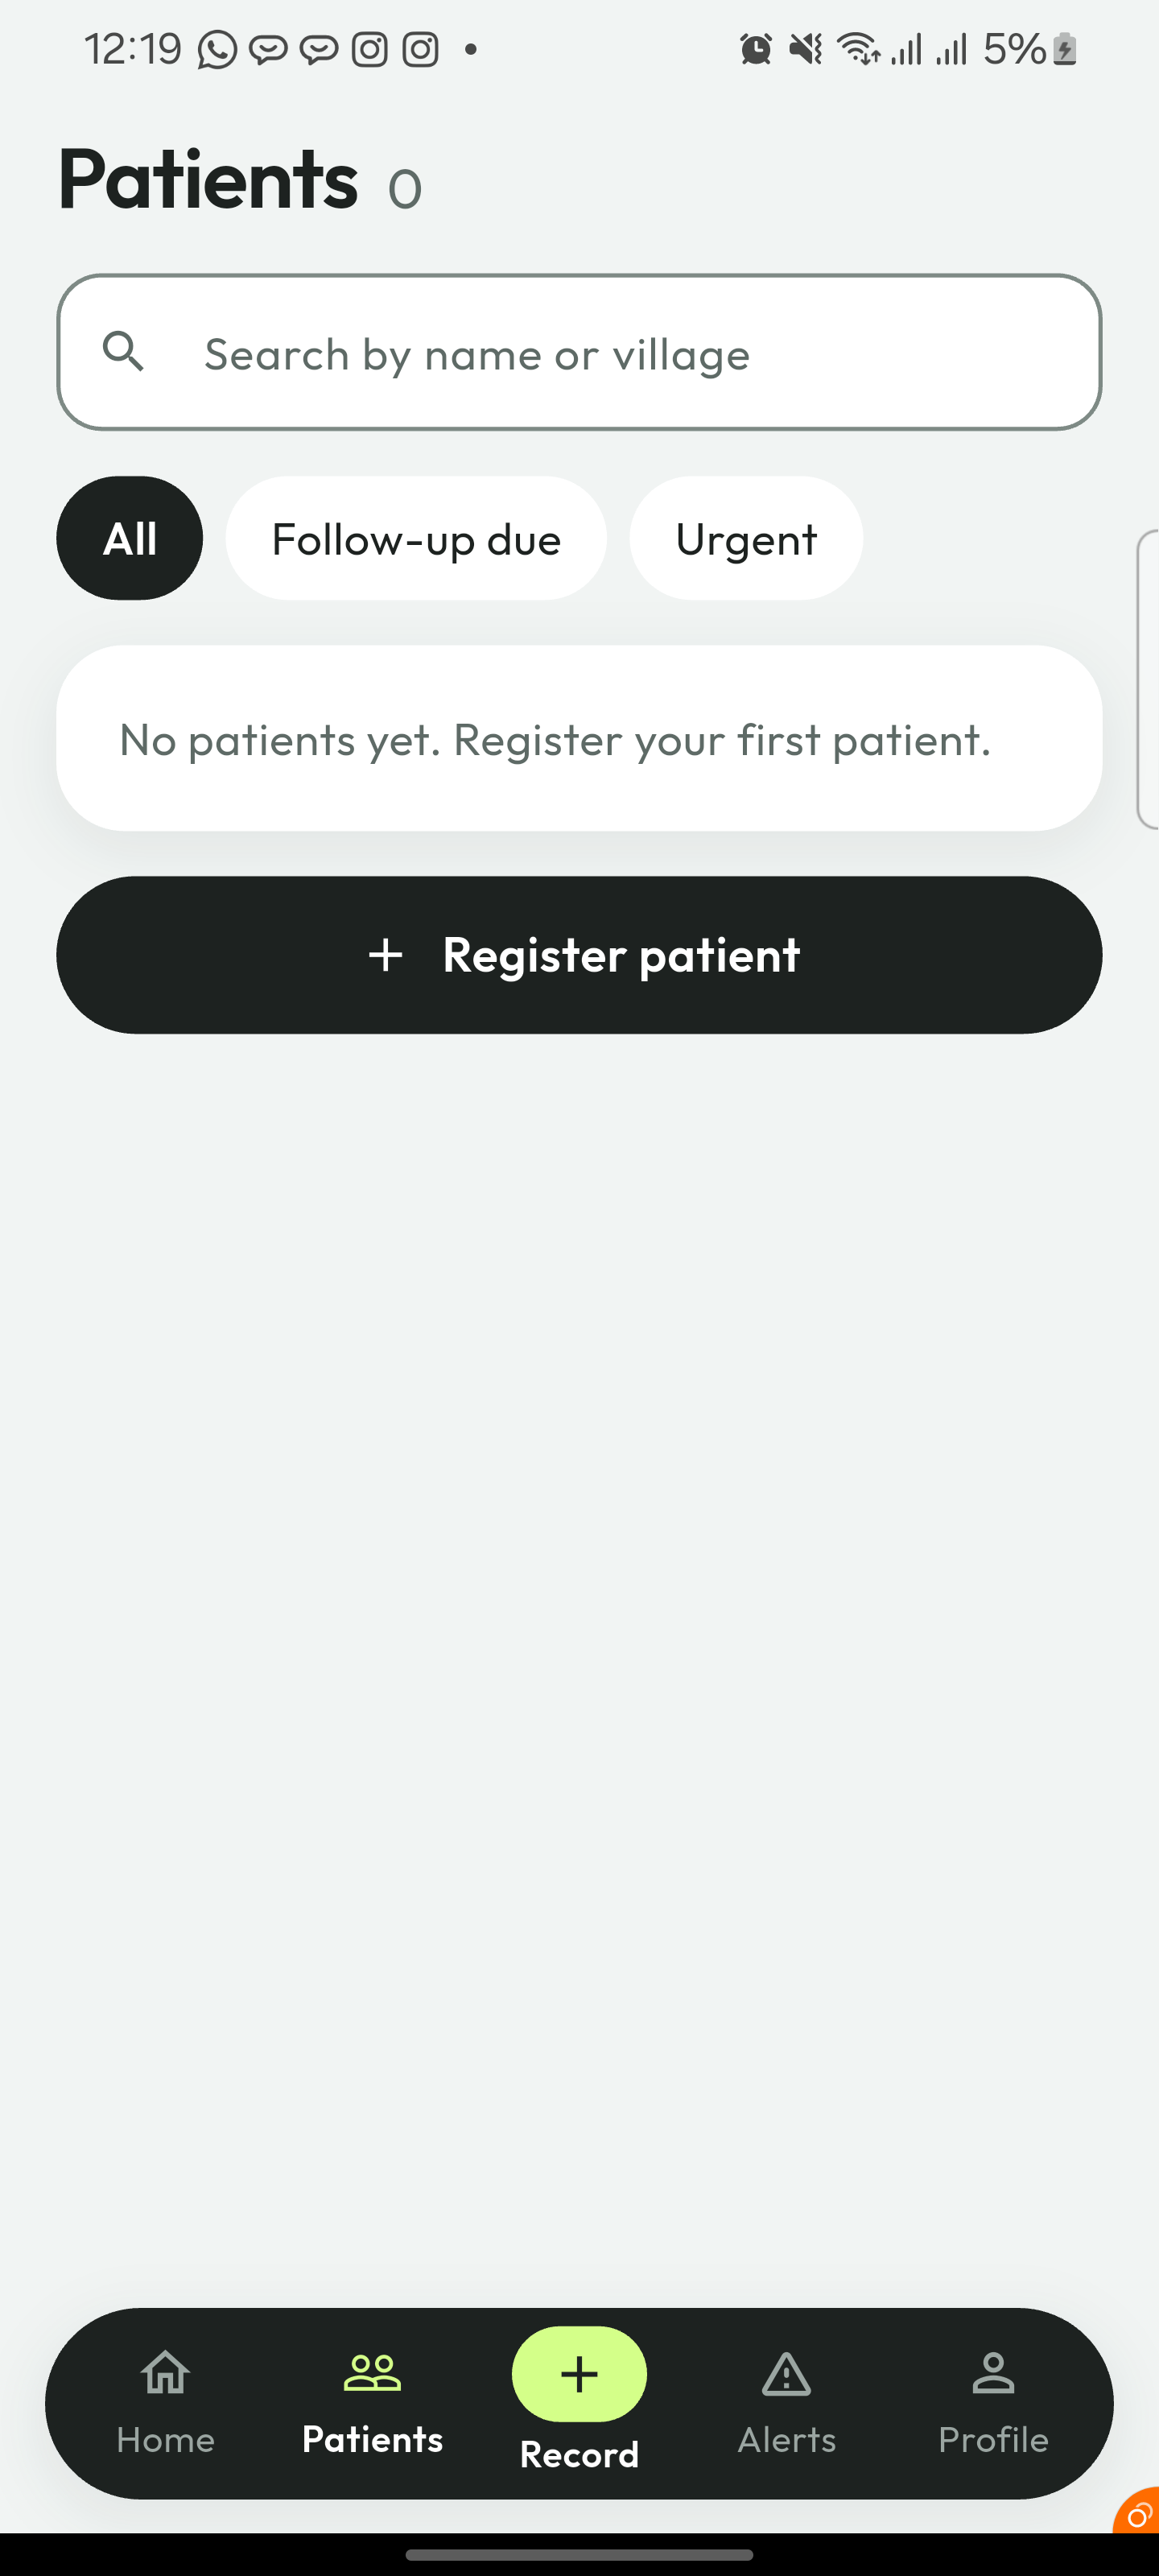 12:19
5%
Patients 0
Search by name or village
All Follow-up due Urgent
No patients yet. Register your first patient.
+ Register patient
Home Patients Record Alerts Profile